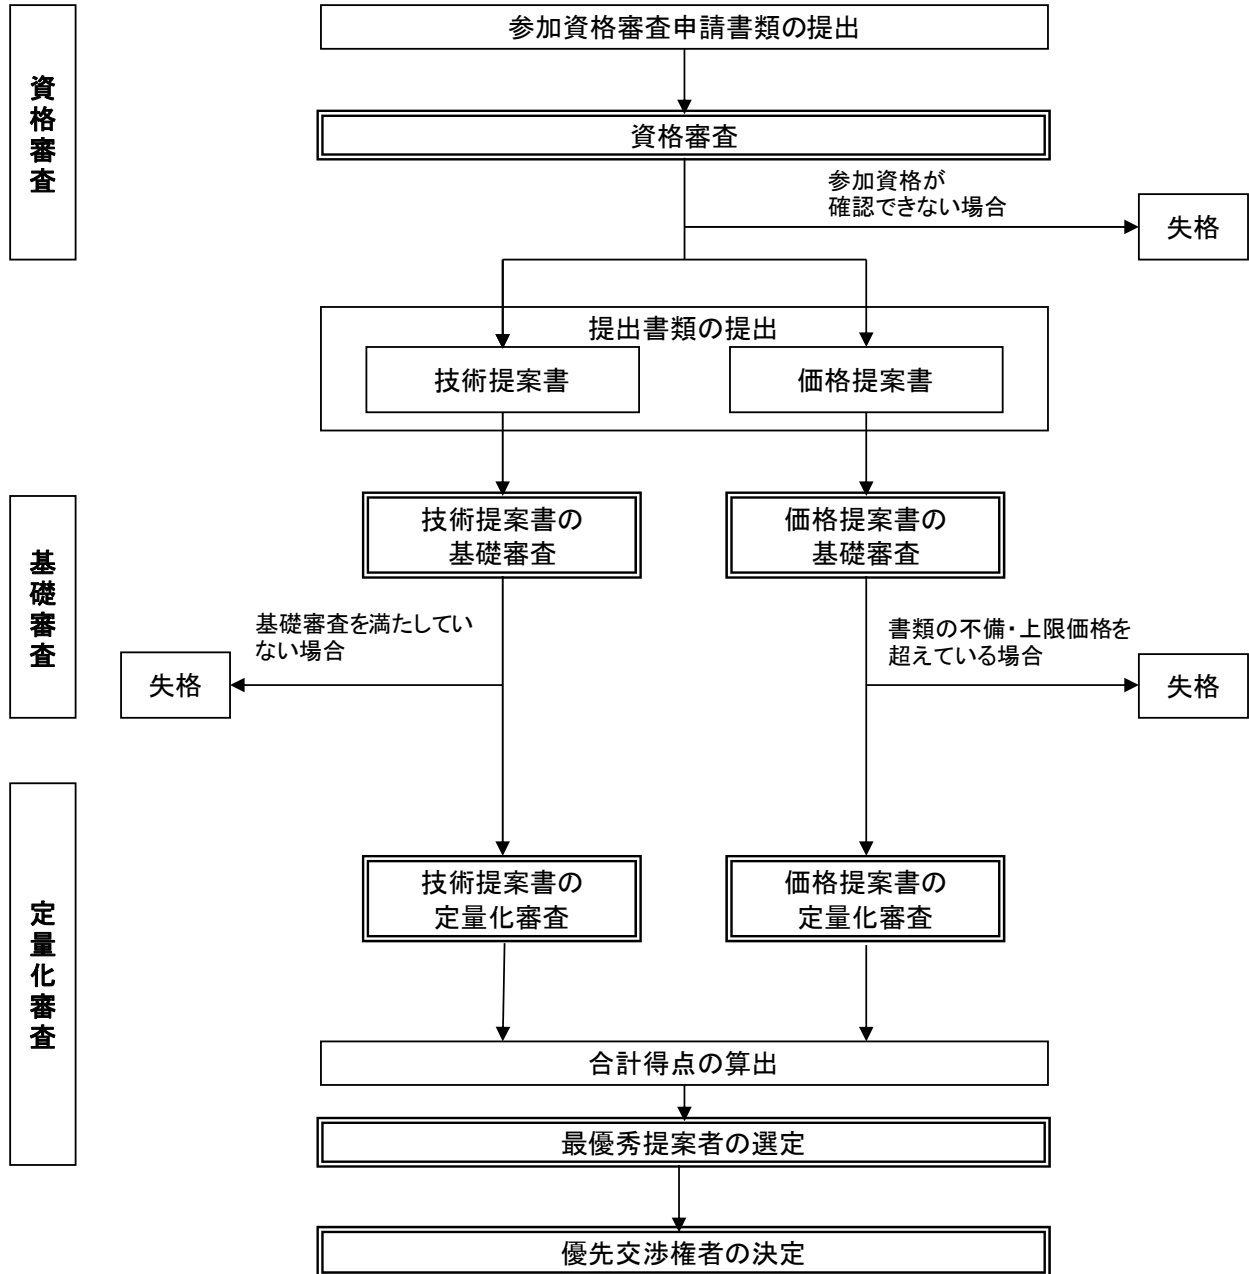 資格審査
参加資格審査申請書類の提出
資格審査
参加資格が
確認できない場合
失格
提出書類の提出
技術提案書
価格提案書
基礎審査
技術提案書の
基礎審査
価格提案書の
基礎審査
基礎審査を満たしてい
ない場合
失格
書類の不備・上限価格を
超えている場合
失格
定量化審査
技術提案書の
定量化審査
価格提案書の
定量化審査
合計得点の算出
最優秀提案者の選定
優先交渉権者の決定